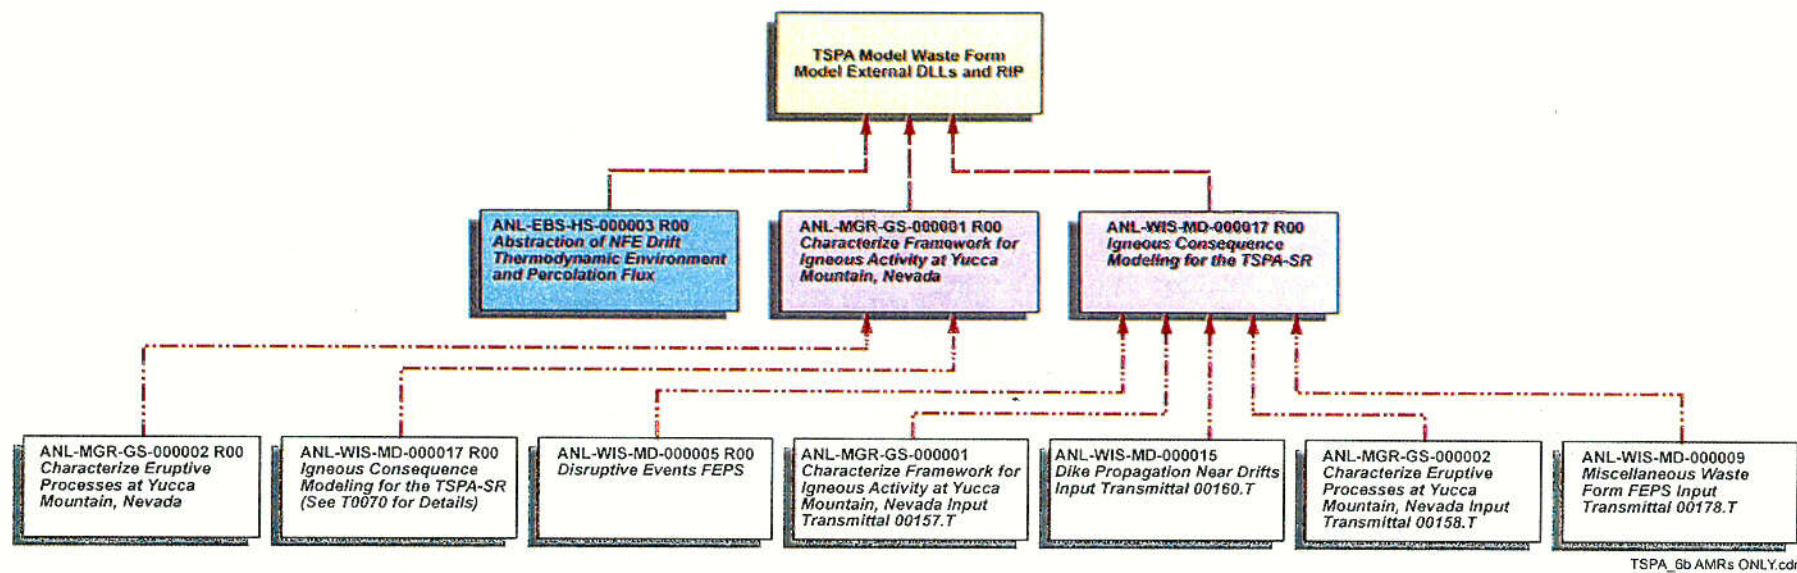 TSPA Model Waste Form
Model External DLLs and RIP
ANL-EBS-HS-000003 R00
Abstraction of NFE Drift
Thermodynamic Environment
and Percolation Flux
ANL-MGR-GS-000001 R00
Characterize Framework for
Igneous Activity at Yucca
Mountain, Nevada
ANL-WIS-MD-000017 R00
Igneous Consequence
Modeling for the TSPA-SR
ANL-MGR-GS-000002 R00
Characterize Eruptive
Processes at Yucca
Mountain, Nevada
ANL-WIS-MD-000017 R00
Igneous Consequence
Modeling for the TSPA-SR
(See T0070 for Details)
ANL-WIS-MD-000005 R00
Disruptive Events FEPS
ANL-MGR-GS-000001
Characterize Framework for
Igneous Activity at Yucca
Mountain, Nevada Input
Transmittal 00157.T
ANL-WIS-MD-000015
Dike Propagation Near Drifts
Input Transmittal 00160.T
ANL-MGR-GS-000002
Characterize Eruptive
Processes at Yucca
Mountain, Nevada Input
Transmittal 00158.T
ANL-WIS-MD-000009
Miscellaneous Waste
Form FEPS Input
Transmittal 00178.T
TSPA_6b AMRs ONLY.cdr